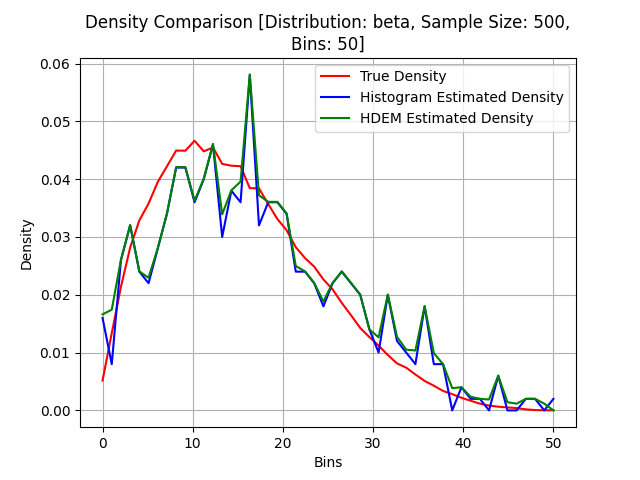 Density Comparison [Distribution: beta, Sample Size: 500,
Bins: 50]
True Density
Histogram Estimated Density
HDEM Estimated Density
Density
0.06
0.05
0.04
0.03
0.02
0.01
0.00
0 10 20 30 40 50
Bins